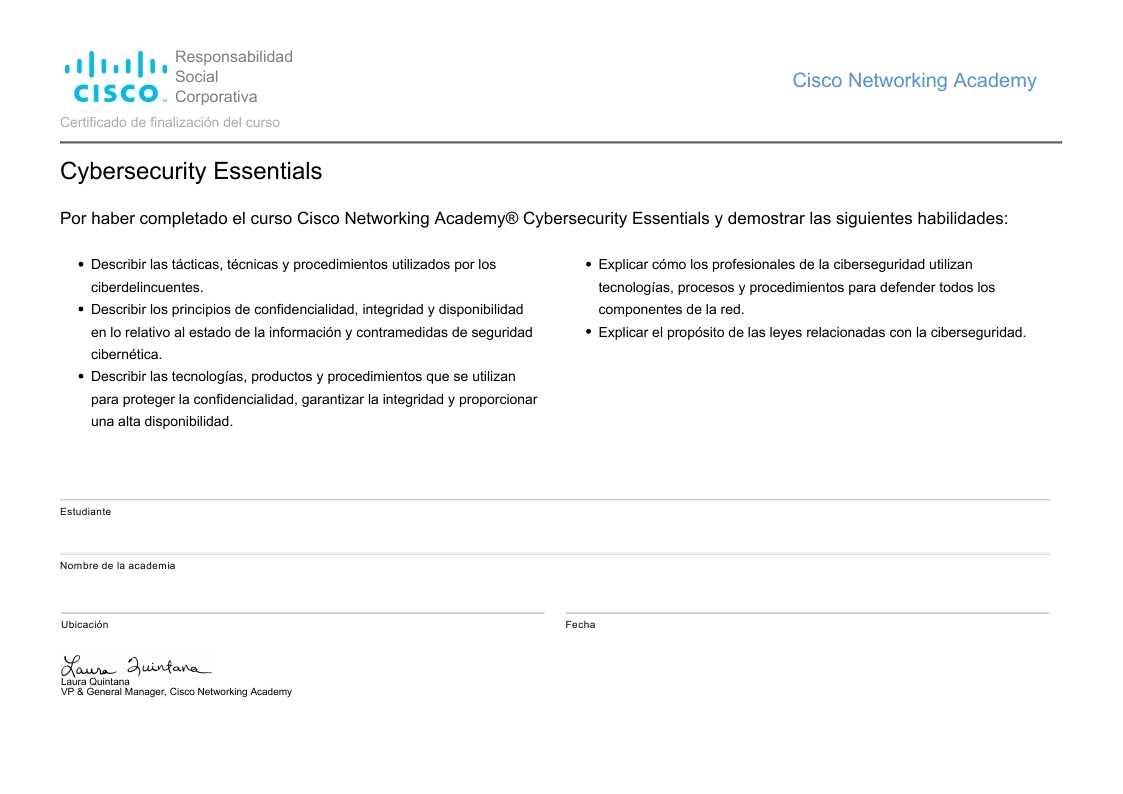 CISCO
Responsabilidad
Social
Corporativa
Cisco Networking Academy
Certificado de finalización del curso
Cybersecurity Essentials
Por haber completado el curso Cisco Networking Academy® Cybersecurity Essentials y demostrar las siguientes habilidades:
• Describir las tácticas, técnicas y procedimientos utilizados por los
ciberdelincuentes.
• Describir los principios de confidencialidad, integridad y disponibilidad
en lo relativo al estado de la información y contramedidas de seguridad
cibernética.
• Describir las tecnologías, productos y procedimientos que se utilizan
para proteger la confidencialidad, garantizar la integridad y proporcionar
una alta disponibilidad.
• Explicar cómo los profesionales de la ciberseguridad utilizan
tecnologías, procesos y procedimientos para defender todos los
componentes de la red.
• Explicar el propósito de las leyes relacionadas con la ciberseguridad.
Estudiante
Nombre de la academia
Ubicación
Fecha
Laura Quintana
Laura Quintana
VP & General Manager, Cisco Networking Academy